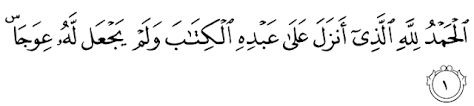 ٱلۡحَمۡدُ لِلَّهِ ٱلَّذِيٓ أَنزَلَ عَلَىٰ عَبۡدِهِ ٱلۡكِتَٰبَ وَلَمۡ يَجۡعَل لَّهُۥ عِوَجَاۜ
١